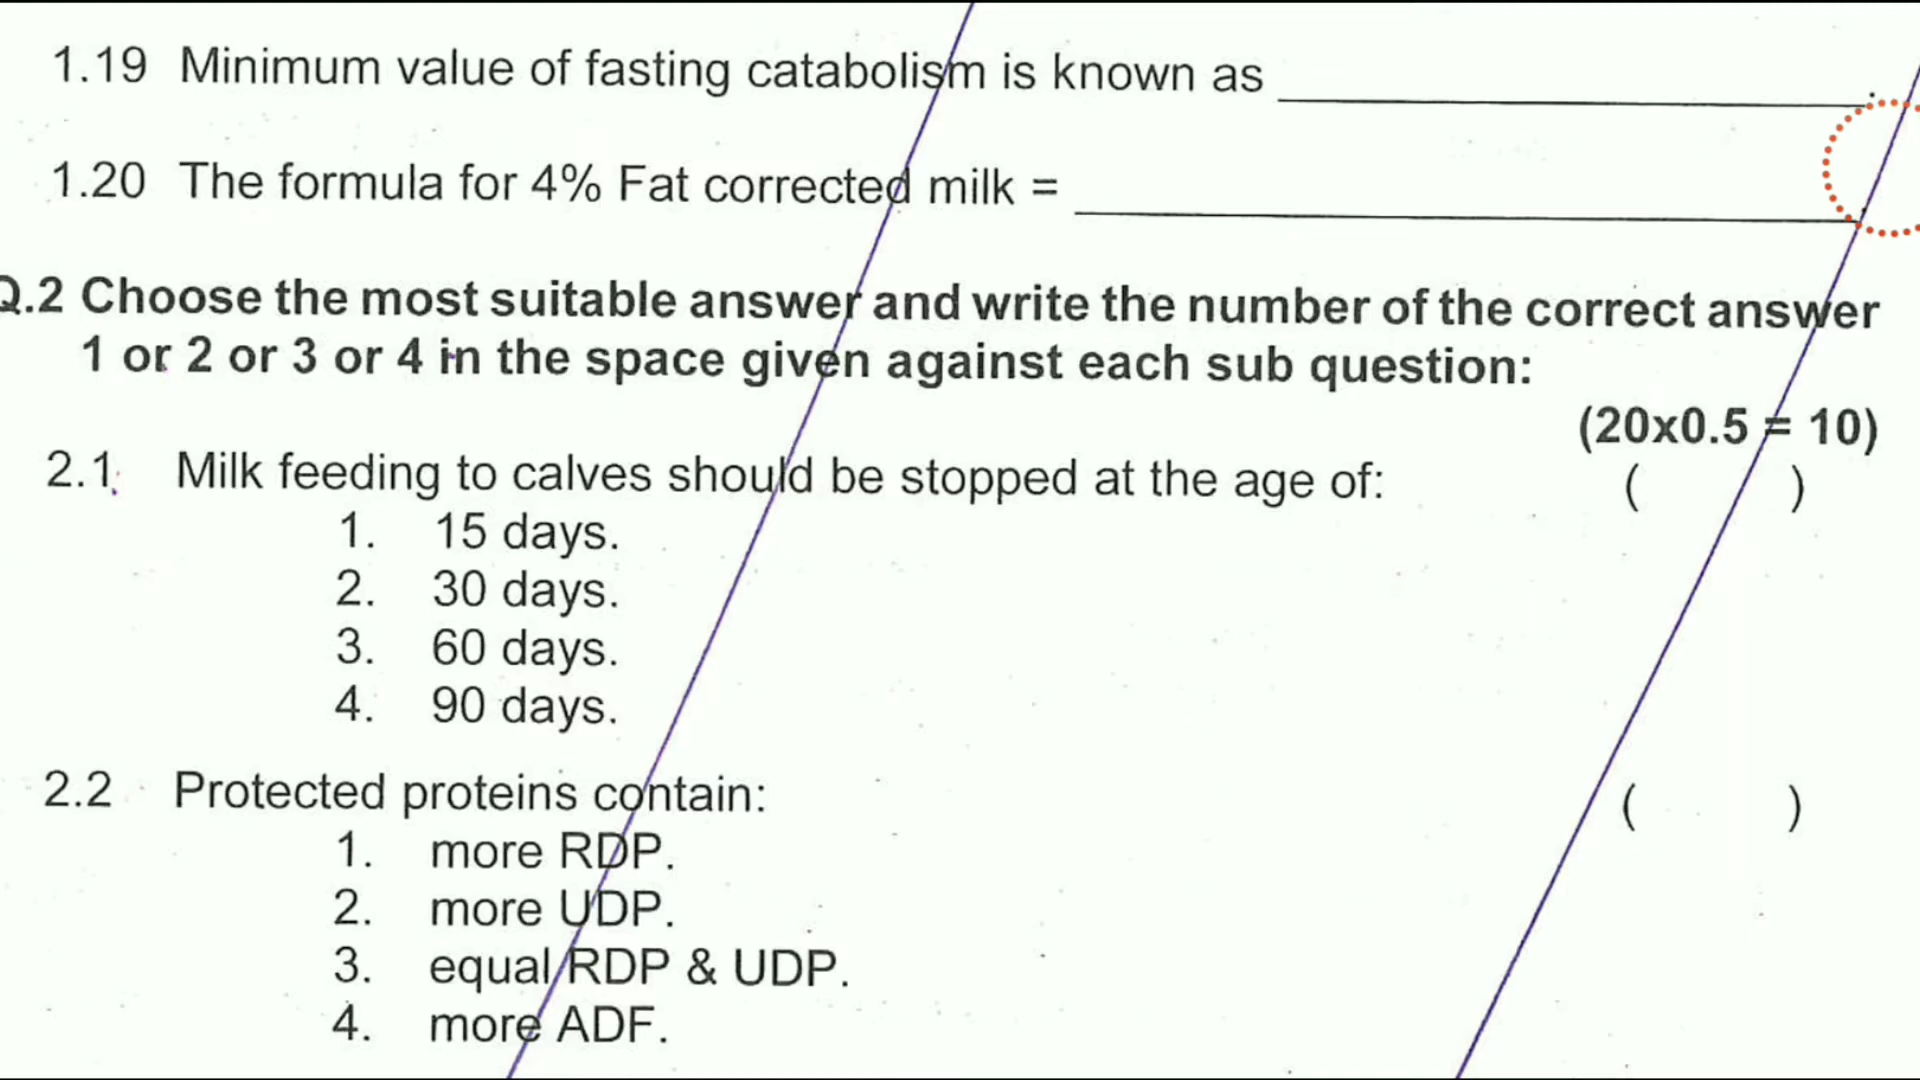 1.19 Minimum value of fasting catabolism is known as ____________.
1.20 The formula for 4% Fat corrected milk = ____________.
Q.2 Choose the most suitable answer and write the number of the correct answer
1 or 2 or 3 or 4 in the space given against each sub question:
(20x0.5 = 10)
2.1 Milk feeding to calves should be stopped at the age of: ( )
1. 15 days.
2. 30 days.
3. 60 days.
4. 90 days.
2.2 Protected proteins contain: ( )
1. more RDP.
2. more UDP.
3. equal RDP & UDP.
4. more ADF.